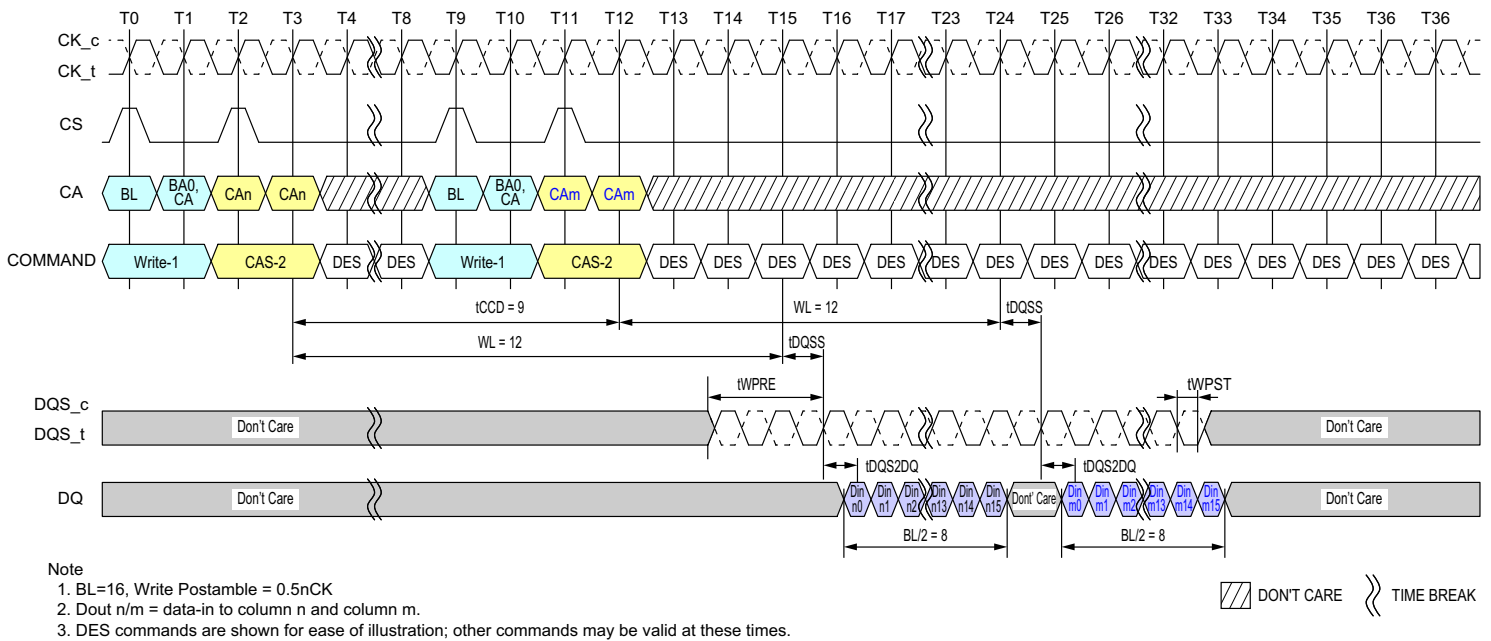 T0 T1 T2 T3 T4 T8 T9 T10 T11 T12 T13 T14 T15 T16 T17 T23 T24 T25 T26 T32 T33 T34 T35 T36 T36
CK_c
CK_t
CS
CA BL BA0, CA CAn CAn BL BA0, CA CAm CAm
COMMAND Write-1 CAS-2 DES DES Write-1 CAS-2 DES DES DES DES DES DES DES DES DES DES DES DES DES DES DES
tCCD = 9 WL = 12 tDQSS
WL = 12 tDQSS
tWPRE tWPST
DQS_c
DQS_t Don't Care Don't Care
tDQS2DQ tDQS2DQ
DQ Don't Care Din n0 Din n1 Din n2 Din n13 Din n14 Din n15 Dont' Care Din m0 Din m1 Din m2 Din m13 Din m14 Din m15 Don't Care
BL/2 = 8 BL/2 = 8
Note
1. BL=16, Write Postamble = 0.5nCK
2. Dout n/m = data-in to column n and column m.
3. DES commands are shown for ease of illustration; other commands may be valid at these times.
DON'T CARE TIME BREAK